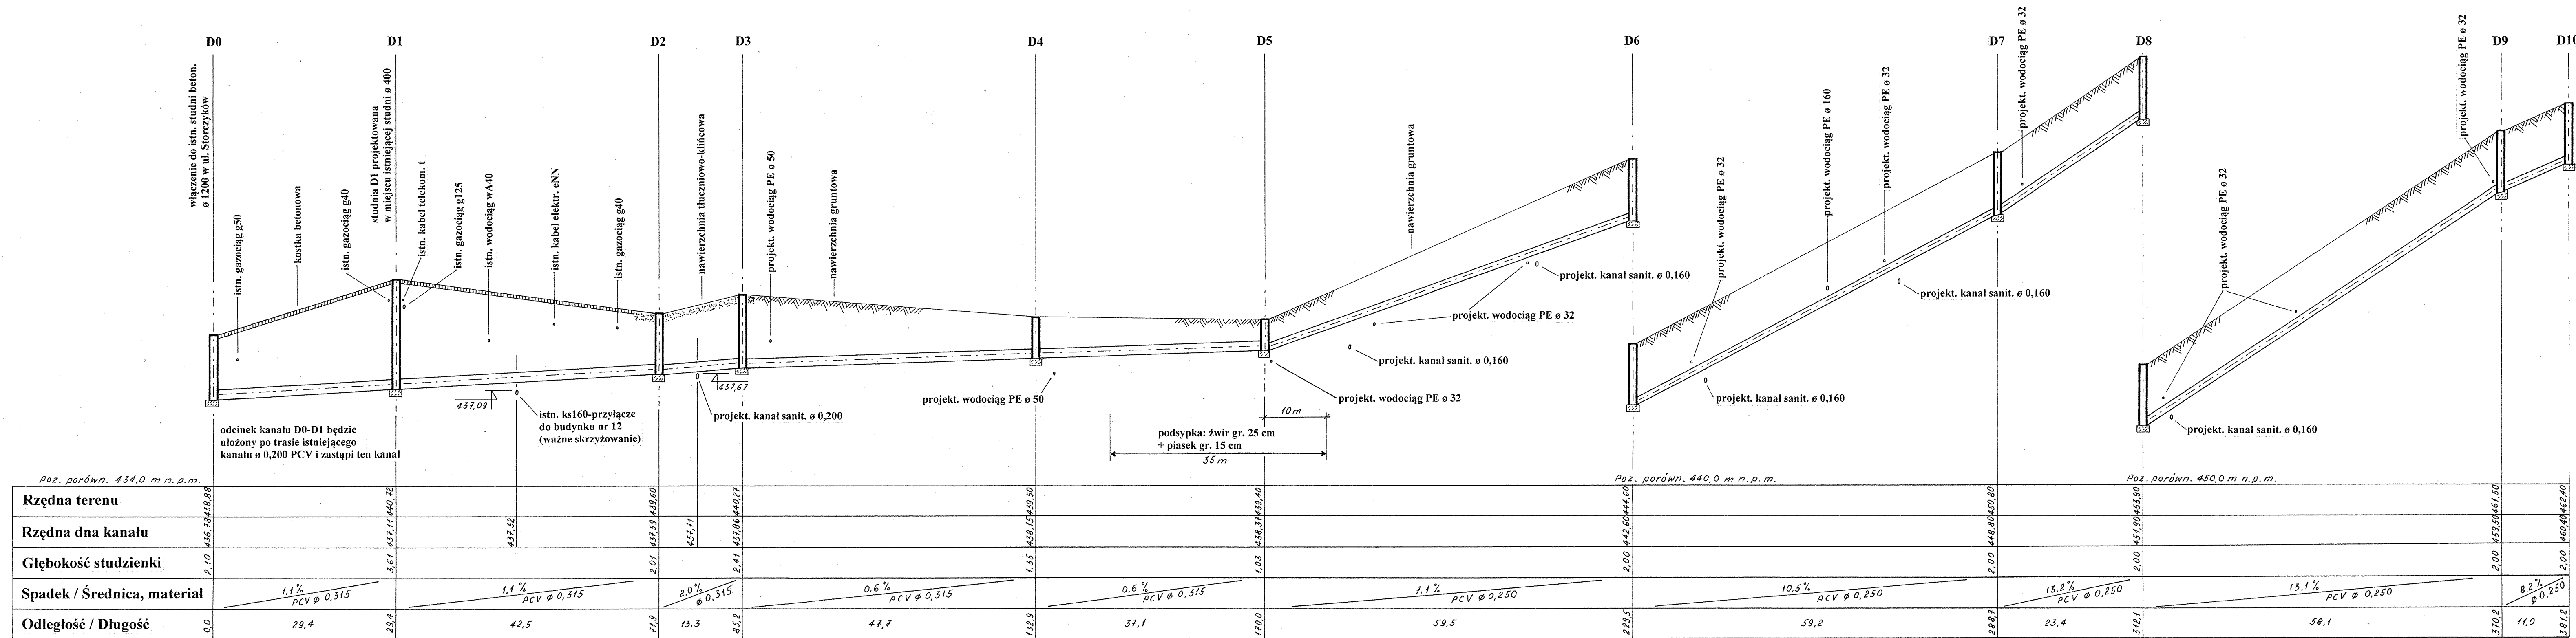 D0
D1
D2
D3
D4
D5
D6
D7
D8
D9
D10
włączenie do istn. studni beton.
ø 1200 w ul. Storczyków
istn. gazociąg g50
kostka betonowa
istn. gazociąg g40
studnia D1 projektowana
w miejscu istniejącej studni ø 400
istn. kabel telekom. t
istn. gazociąg g125
istn. wodociąg wA40
istn. kabel elektr. eNN
istn. gazociąg g40
nawierzchnia tłuczniowo-klińcowa
projekt. wodociąg PE ø 50
nawierzchnia gruntowa
nawierzchnia gruntowa
projekt. wodociąg PE ø 32
projekt. wodociąg PE ø 160
projekt. wodociąg PE ø 32
projekt. wodociąg PE ø 32
projekt. wodociąg PE ø 32
projekt. wodociąg PE ø 32
projekt. kanał sanit. ø 0,160
projekt. wodociąg PE ø 32
projekt. kanał sanit. ø 0,160
projekt. wodociąg PE ø 32
projekt. kanał sanit. ø 0,160
projekt. kanał sanit. ø 0,160
projekt. kanał sanit. ø 0,160
437,09
437,67
istn. ks160-przyłącze
do budynku nr 12
(ważne skrzyżowanie)
projekt. kanał sanit. ø 0,200
projekt. wodociąg PE ø 50
10 m
podsypka: żwir gr. 25 cm
+ piasek gr. 15 cm
35 m
odcinek kanału D0-D1 będzie
ułożony po trasie istniejącego
kanału ø 0,200 PCV i zastąpi ten kanał
Poz. porówn. 434,0 m n.p.m.
Poz. porówn. 440,0 m n.p.m.
Poz. porówn. 450,0 m n.p.m.
Rzędna terenu
438,88 440,72 439,60 440,27 439,50 439,40 444,60 450,80 453,90 461,50 462,40
Rzędna dna kanału
436,78 437,11 437,32 437,59 437,71 437,86 438,15 438,37 442,60 448,80 451,90 459,50 460,40
Głębokość studzienki
2,10 3,61 2,01 2,41 1,35 1,03 2,00 2,00 2,00 2,00 2,00
Spadek / Średnica, materiał
1,1% PCV ø 0,315
1,1% PCV ø 0,315
2,0% ø 0,315
0,6% PCV ø 0,315
0,6% PCV ø 0,315
7,1% PCV ø 0,250
10,5% PCV ø 0,250
13,2% PCV ø 0,250
13,1% PCV ø 0,250
8,2% ø 0,250
Odległość / Długość
0,0 29,4 29,4 42,5 71,9 13,3 85,2 47,7 132,9 37,1 170,0 59,5 229,5 59,2 288,7 23,4 312,1 58,1 370,2 11,0 381,2